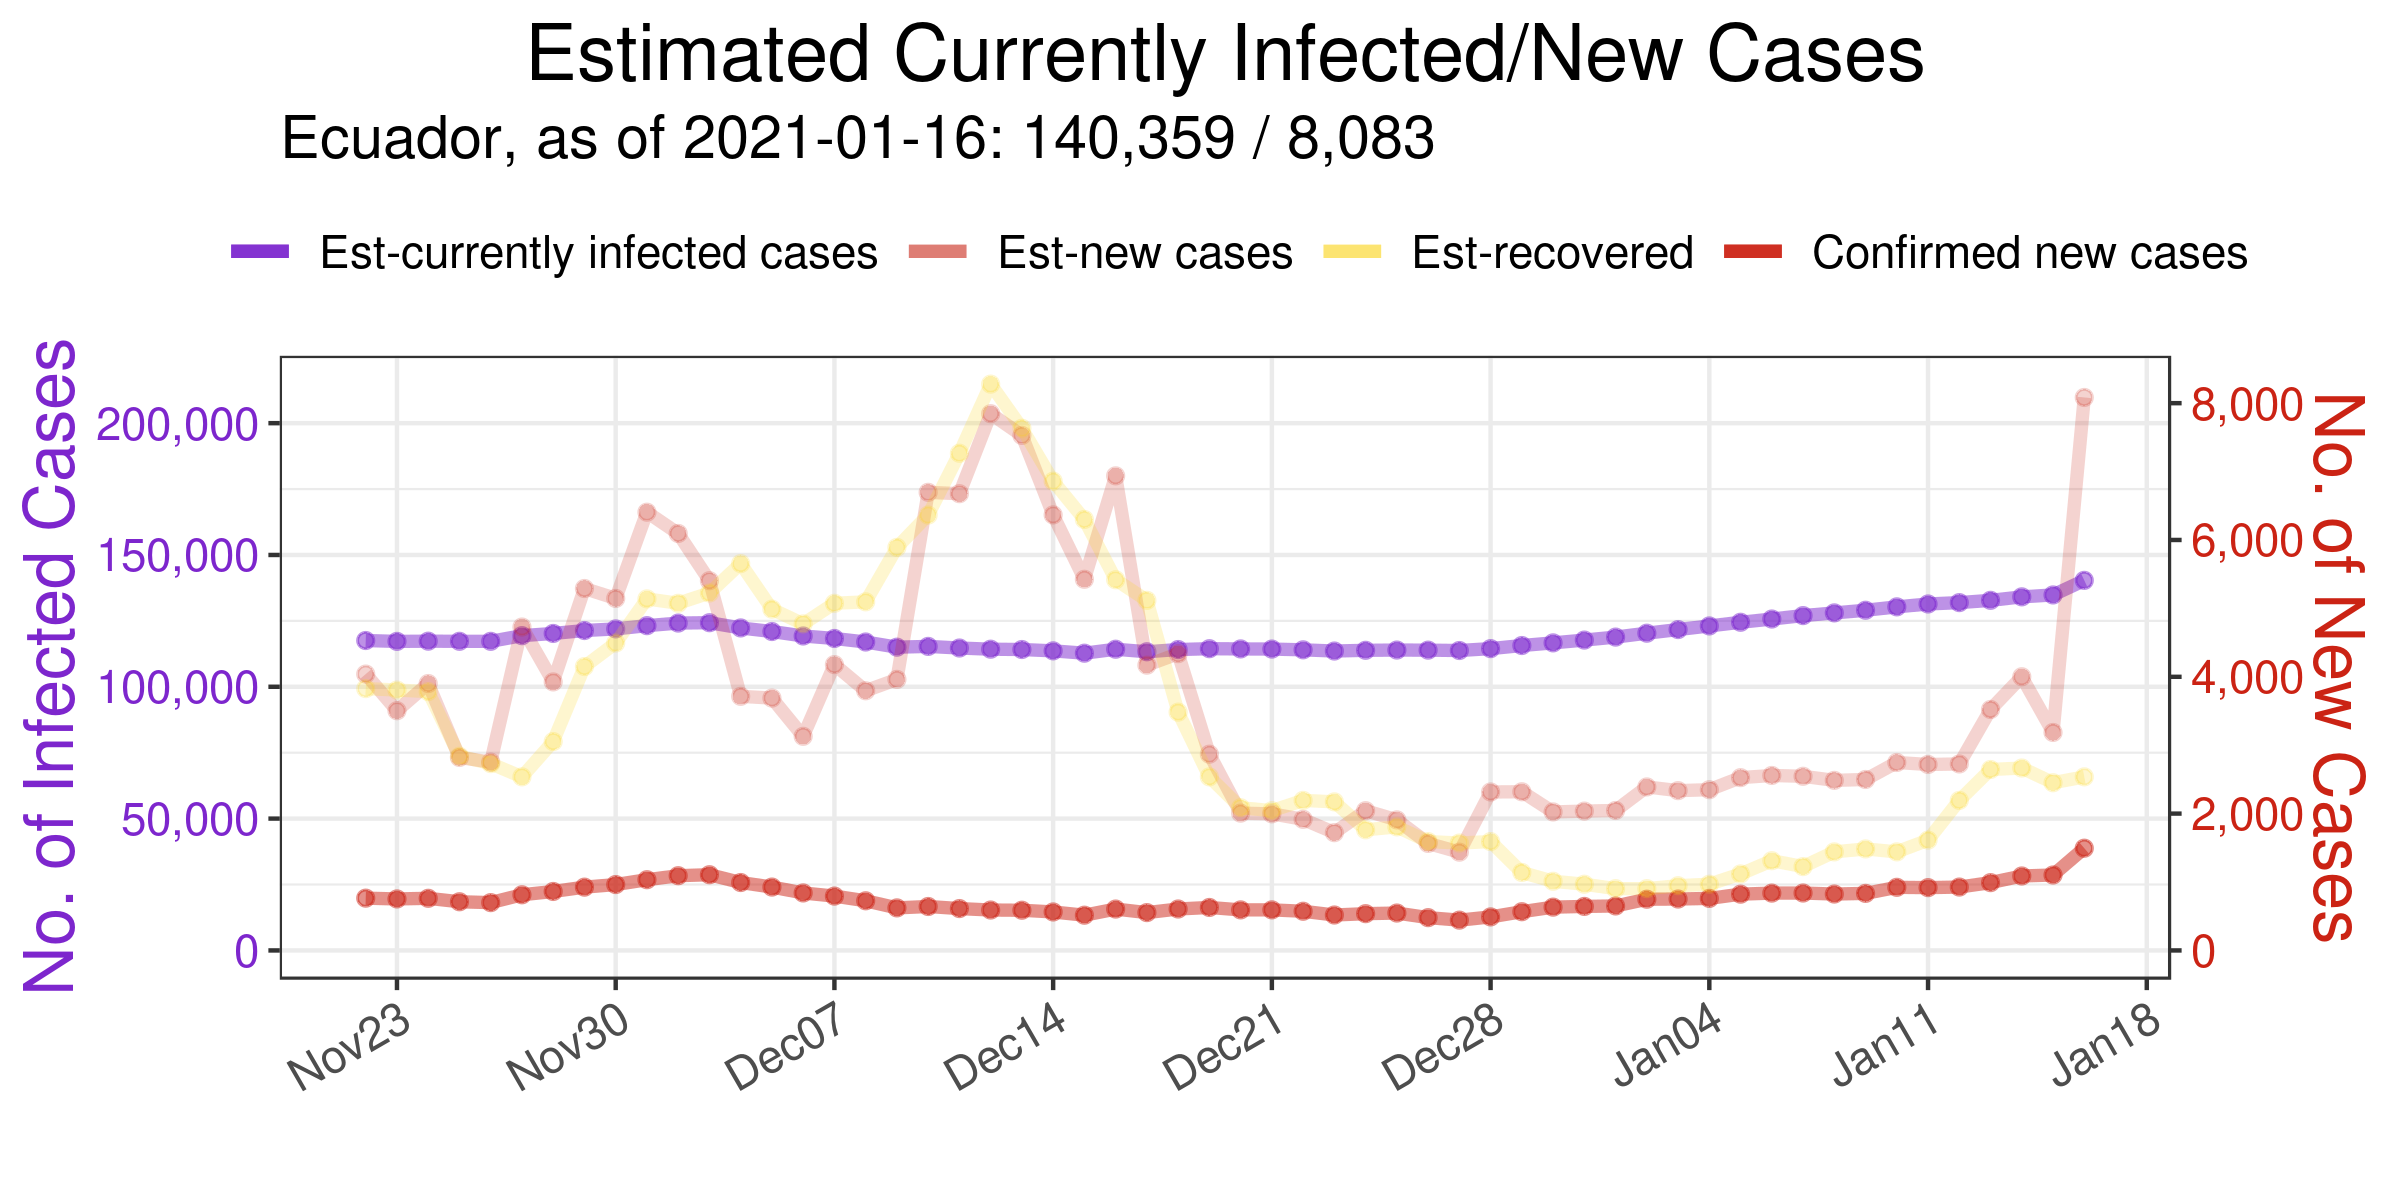 Estimated Currently Infected/New Cases
Ecuador, as of 2021-01-16: 140,359 / 8,083
Est-currently infected cases Est-new cases Est-recovered Confirmed new cases
No. of Infected Cases
200,000
150,000
100,000
50,000
0
8,000
6,000
4,000
2,000
0
No. of New Cases
Nov23 Nov30 Dec07 Dec14 Dec21 Dec28 Jan04 Jan11 Jan18